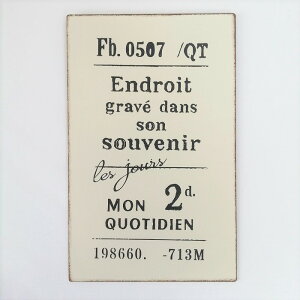 Fb. 0507 /QT
Endroit
gravé dans
son
souvenir
les jours
MON 2d.
QUOTIDIEN
198660. -713M